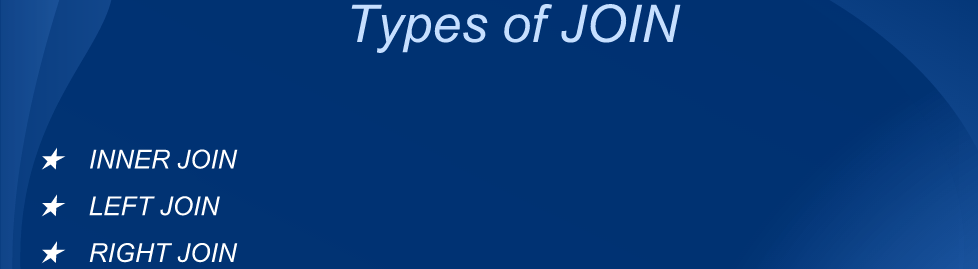 Types of JOIN
★ INNER JOIN
★ LEFT JOIN
★ RIGHT JOIN